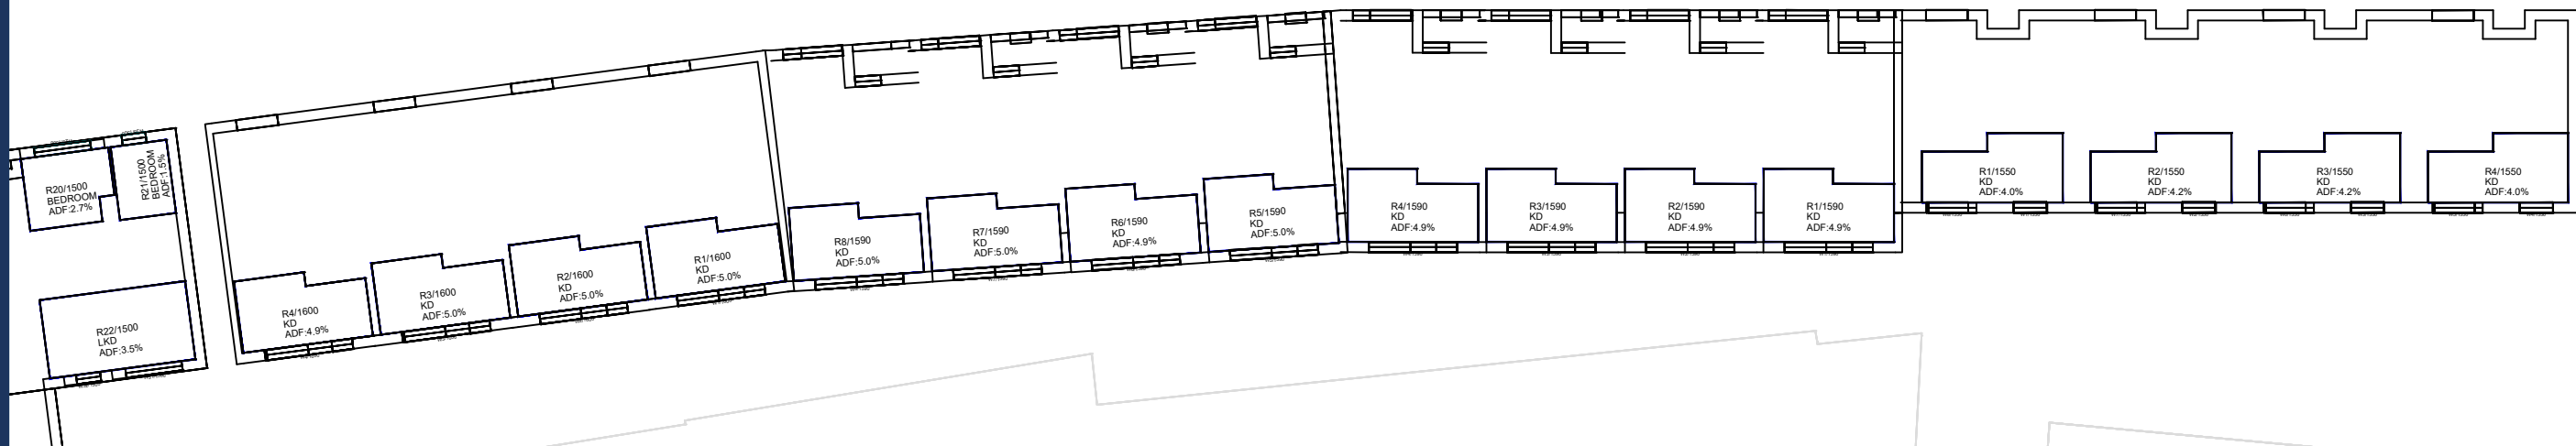 R20/1500
BEDROOM
ADF:2.7%
R21/1500
BEDROOM
ADF:1.5%
R22/1500
LKD
ADF:3.5%
R4/1600
KD
ADF:4.9%
R3/1600
KD
ADF:5.0%
R2/1600
KD
ADF:5.0%
R1/1600
KD
ADF:5.0%
R8/1590
KD
ADF:5.0%
R7/1590
KD
ADF:5.0%
R6/1590
KD
ADF:4.9%
R5/1590
KD
ADF:5.0%
R4/1590
KD
ADF:4.9%
R3/1590
KD
ADF:4.9%
R2/1590
KD
ADF:4.9%
R1/1590
KD
ADF:4.9%
R1/1550
KD
ADF:4.0%
R2/1550
KD
ADF:4.2%
R3/1550
KD
ADF:4.2%
R4/1550
KD
ADF:4.0%